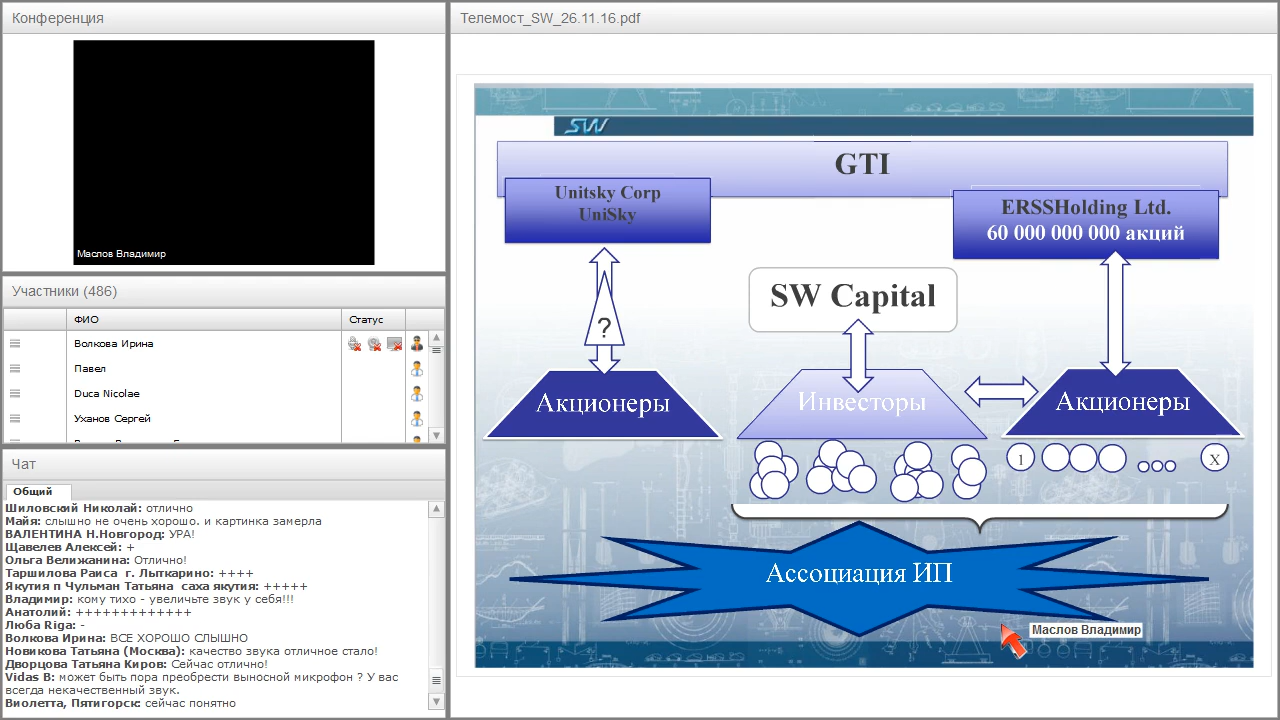 Конференция
Маслов Владимир
Участники (486)
ФИО
Статус
Волкова Ирина
Павел
Duca Nicolae
Уханов Сергей
Чат
Общий
Шиловский Николай: отлично
Майя: слышно не очень хорошо. и картинка замерла
ВАЛЕНТИНА Н.Новгород: УРА!
Щавелев Алексей: +
Ольга Велижанина: Отлично!
Таршилова Раиса г. Лыткарино: ++++
Якутия п Чульман Татьяна саха якутия: +++++
Владимир: кому тихо - увеличьте звук у себя!!!
Анатолий: +++++++++++++
Люба Riga: -
Волкова Ирина: ВСЕ ХОРОШО СЛЫШНО
Новикова Татьяна (Москва): качество звука отличное стало!
Дворцова Татьяна Киров: Сейчас отлично!
Vidas B: может быть пора преобрести выносной микрофон ? У вас
всегда некачественный звук.
Виолетта, Пятигорск: сейчас понятно
Телемост_SW_26.11.16.pdf
SW
GTI
Unitsky Corp
UniSky
ERSSHolding Ltd.
60 000 000 000 акций
SW Capital
?
Акционеры
Инвесторы
Акционеры
1
X
Ассоциация ИП
Маслов Владимир